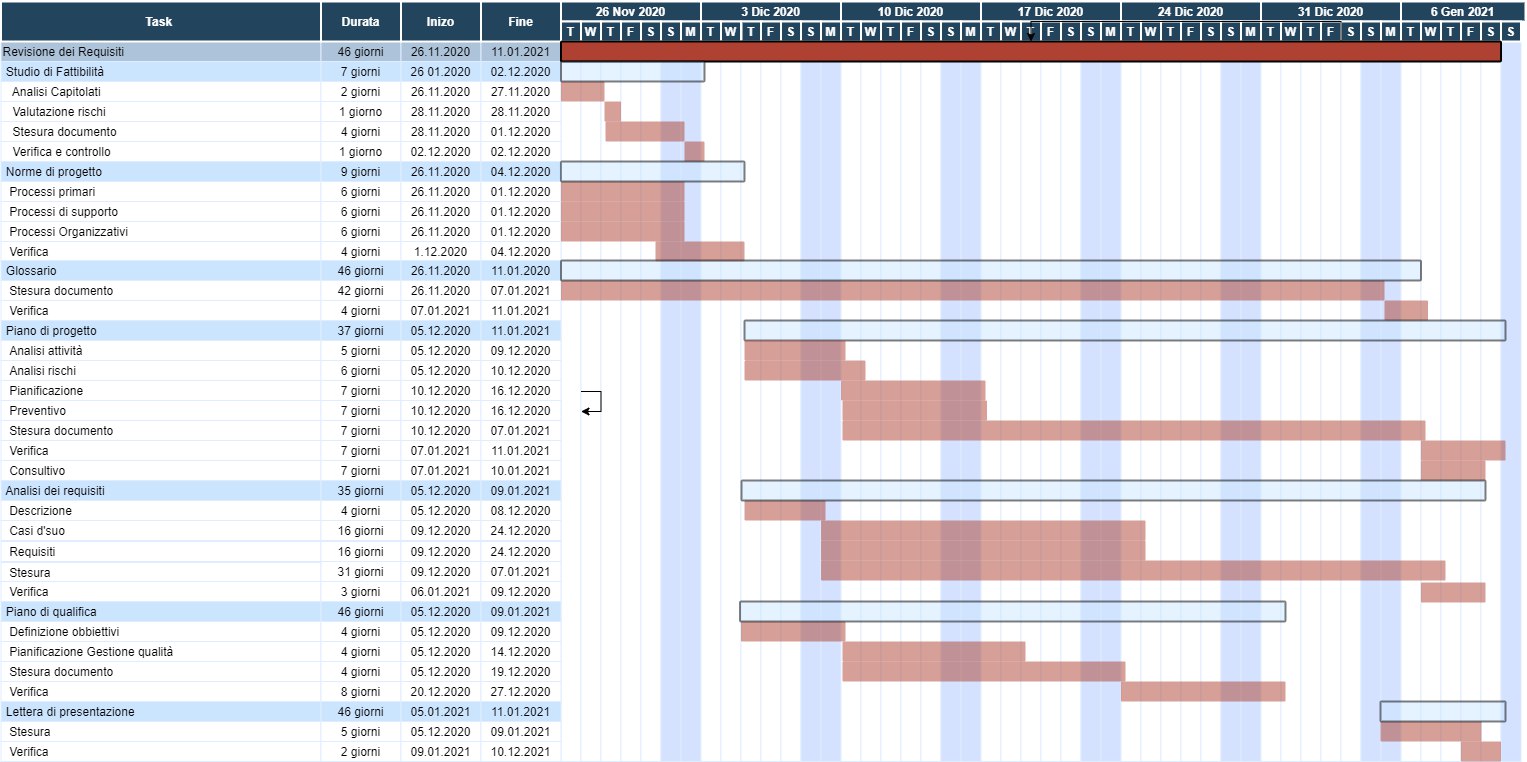 Task Durata Inizo Fine 26 Nov 2020 3 Dic 2020 10 Dic 2020 17 Dic 2020 24 Dic 2020 31 Dic 2020 6 Gen 2021
T W T F S S M T W T F S S M T W T F S S M T W T F S S M T W T F S S M T W T F S S M T W T F S S
Revisione dei Requisiti 46 giorni 26.11.2020 11.01.2021
Studio di Fattibilità 7 giorni 26 01.2020 02.12.2020
Analisi Capitolati 2 giorni 26.11.2020 27.11.2020
Valutazione rischi 1 giorno 28.11.2020 28.11.2020
Stesura documento 4 giorni 28.11.2020 01.12.2020
Verifica e controllo 1 giorno 02.12.2020 02.12.2020
Norme di progetto 9 giorni 26.11.2020 04.12.2020
Processi primari 6 giorni 26.11.2020 01.12.2020
Processi di supporto 6 giorni 26.11.2020 01.12.2020
Processi Organizzativi 6 giorni 26.11.2020 01.12.2020
Verifica 4 giorni 1.12.2020 04.12.2020
Glossario 46 giorni 26.11.2020 11.01.2020
Stesura documento 42 giorni 26.11.2020 07.01.2021
Verifica 4 giorni 07.01.2021 11.01.2021
Piano di progetto 37 giorni 05.12.2020 11.01.2021
Analisi attività 5 giorni 05.12.2020 09.12.2020
Analisi rischi 6 giorni 05.12.2020 10.12.2020
Pianificazione 7 giorni 10.12.2020 16.12.2020
Preventivo 7 giorni 10.12.2020 16.12.2020
Stesura documento 7 giorni 10.12.2020 07.01.2021
Verifica 7 giorni 07.01.2021 11.01.2021
Consultivo 7 giorni 07.01.2021 10.01.2021
Analisi dei requisiti 35 giorni 05.12.2020 09.01.2021
Descrizione 4 giorni 05.12.2020 08.12.2020
Casi d'suo 16 giorni 09.12.2020 24.12.2020
Requisiti 16 giorni 09.12.2020 24.12.2020
Stesura 31 giorni 09.12.2020 07.01.2021
Verifica 3 giorni 06.01.2021 09.12.2020
Piano di qualifica 46 giorni 05.12.2020 09.01.2021
Definizione obbiettivi 4 giorni 05.12.2020 09.12.2020
Pianificazione Gestione qualità 4 giorni 05.12.2020 14.12.2020
Stesura documento 4 giorni 05.12.2020 19.12.2020
Verifica 8 giorni 20.12.2020 27.12.2020
Lettera di presentazione 46 giorni 05.01.2021 11.01.2021
Stesura 5 giorni 05.12.2020 09.01.2021
Verifica 2 giorni 09.01.2021 10.12.2021